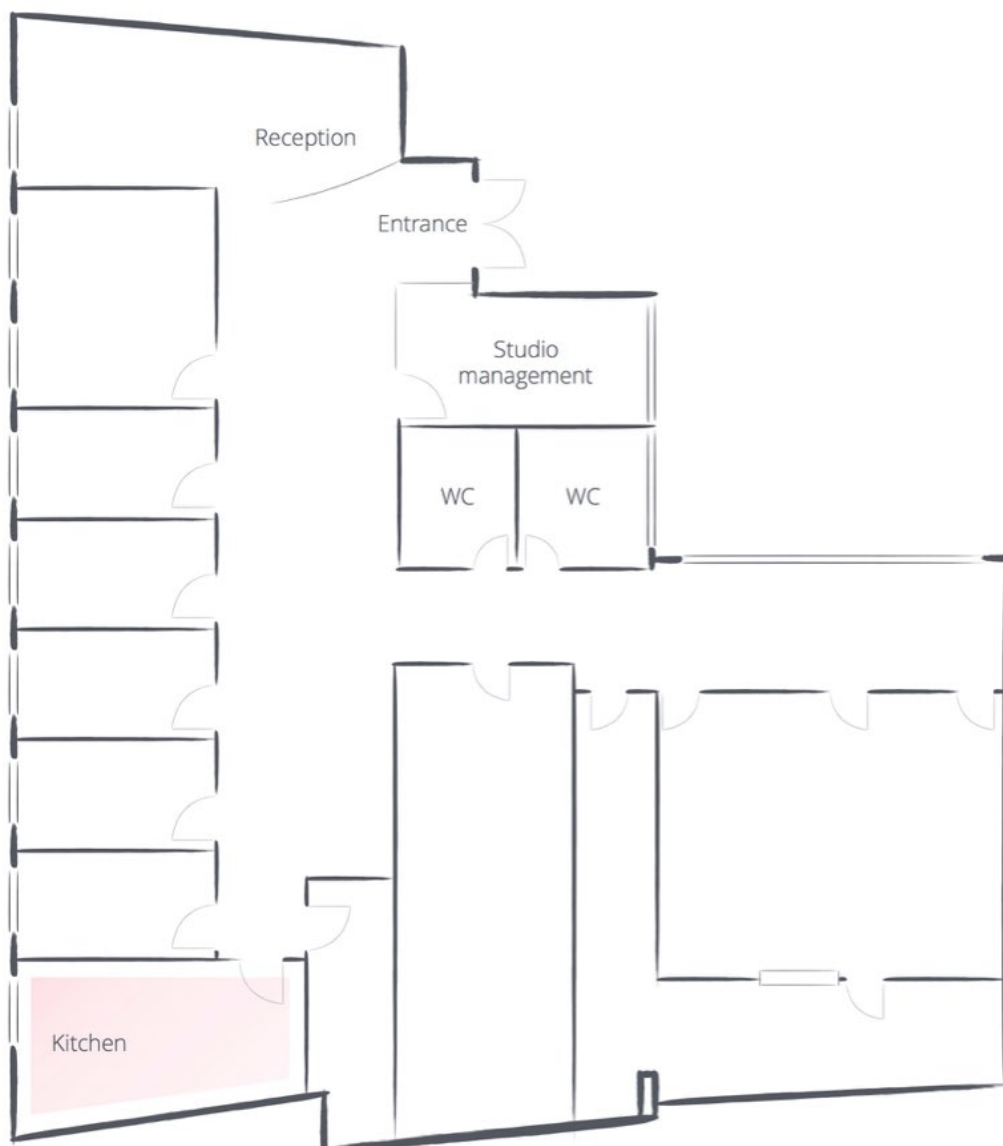 Reception
Entrance
Studio
management
WC
WC
Kitchen